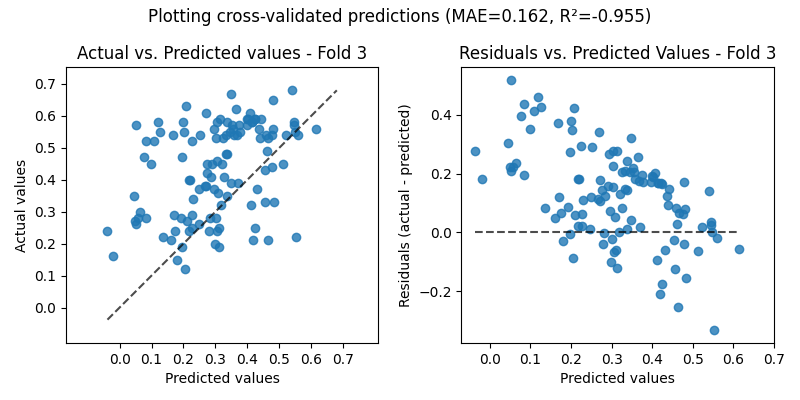 Plotting cross-validated predictions (MAE=0.162, R²=-0.955)
Actual vs. Predicted values - Fold 3
Actual values
0.7
0.6
0.5
0.4
0.3
0.2
0.1
0.0
0.0 0.1 0.2 0.3 0.4 0.5 0.6 0.7
Predicted values
Residuals vs. Predicted Values - Fold 3
Residuals (actual - predicted)
0.4
0.2
0.0
−0.2
0.0 0.1 0.2 0.3 0.4 0.5 0.6 0.7
Predicted values